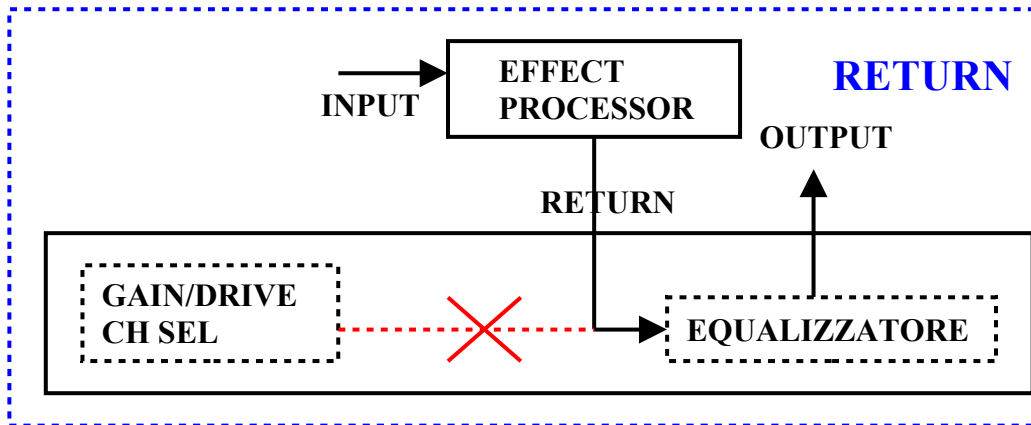 EFFECT
PROCESSOR
RETURN
INPUT
OUTPUT
RETURN
GAIN/DRIVE
CH SEL
EQUALIZZATORE